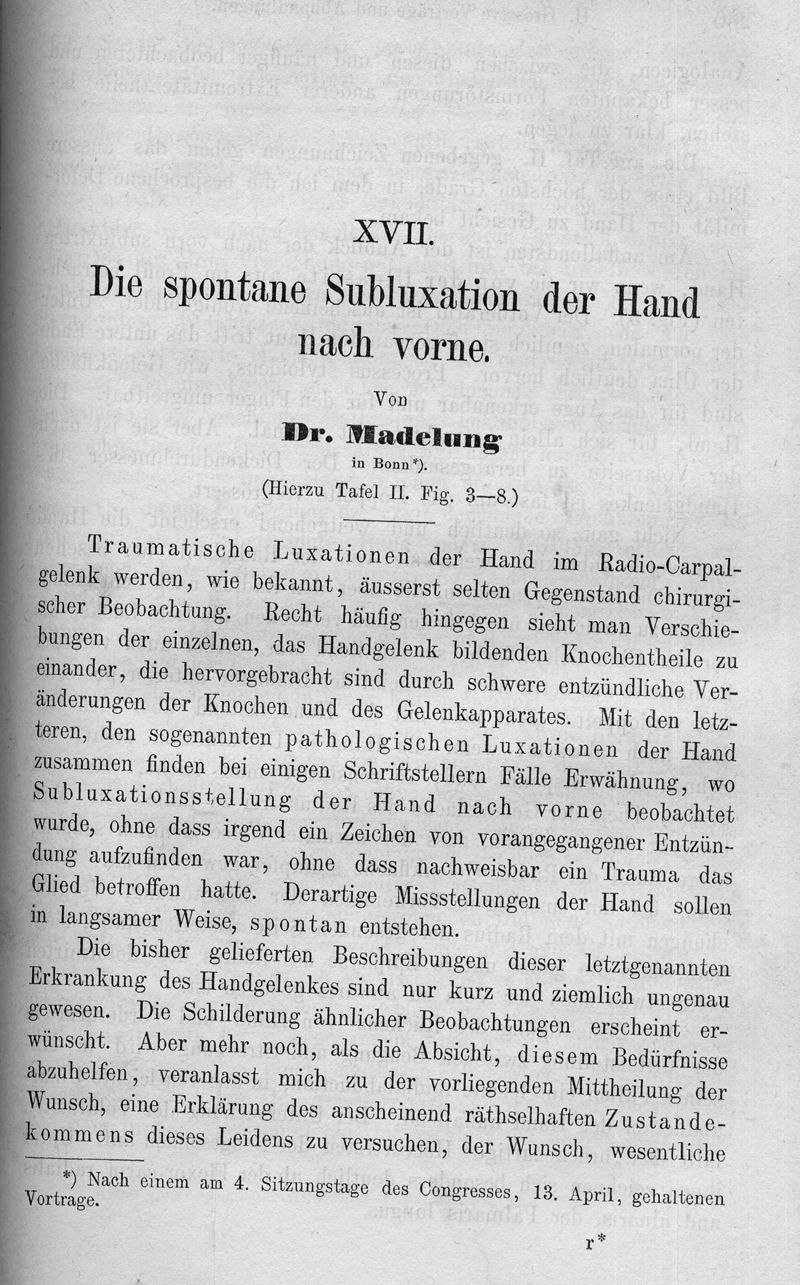 XVII.
Die spontane Subluxation der Hand
nach vorne.
Von
Dr. Madelung
in Bonn*).
(Hierzu Tafel II. Fig. 3—8.)
Traumatische Luxationen der Hand im Radio-Carpal-
gelenk werden, wie bekannt, äusserst selten Gegenstand chirurgi-
scher Beobachtung. Recht häufig hingegen sieht man Verschie-
bungen der einzelnen, das Handgelenk bildenden Knochentheile zu
einander, die hervorgebracht sind durch schwere entzündliche Ver-
änderungen der Knochen und des Gelenkapparates. Mit den letz-
teren, den sogenannten pathologischen Luxationen der Hand
zusammen finden bei einigen Schriftstellern Fälle Erwähnung, wo
Subluxationsstellung der Hand nach vorne beobachtet
wurde, ohne dass irgend ein Zeichen von vorangegangener Entzün-
dung aufzufinden war, ohne dass nachweisbar ein Trauma das
Glied betroffen hatte. Derartige Missstellungen der Hand sollen
in langsamer Weise, spontan entstehen.
Die bisher gelieferten Beschreibungen dieser letztgenannten
Erkrankung des Handgelenkes sind nur kurz und ziemlich ungenau
gewesen. Die Schilderung ähnlicher Beobachtungen erscheint er-
wünscht. Aber mehr noch, als die Absicht, diesem Bedürfnisse
abzuhelfen, veranlasst mich zu der vorliegenden Mittheilung der
Wunsch, eine Erklärung des anscheinend räthselhaften Zustande-
kommens dieses Leidens zu versuchen, der Wunsch, wesentliche
*) Nach einem am 4. Sitzungstage des Congresses, 13. April, gehaltenen
Vortrage.
r*